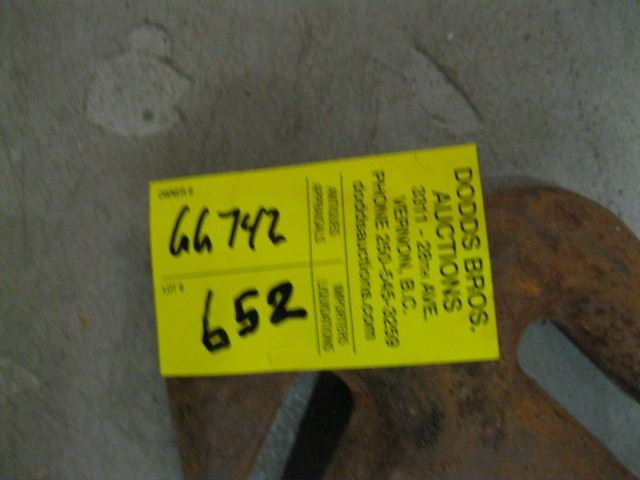 DODDS BROS.
AUCTIONS
3311 - 28TH AVE.
VERNON, B.C.
PHONE 250-545-3259
doddsauctions.com
ANTIQUES
APPRAISALS
IMPORTERS
LIQUIDATIONS
OWNER #
GG742
LOT #
652